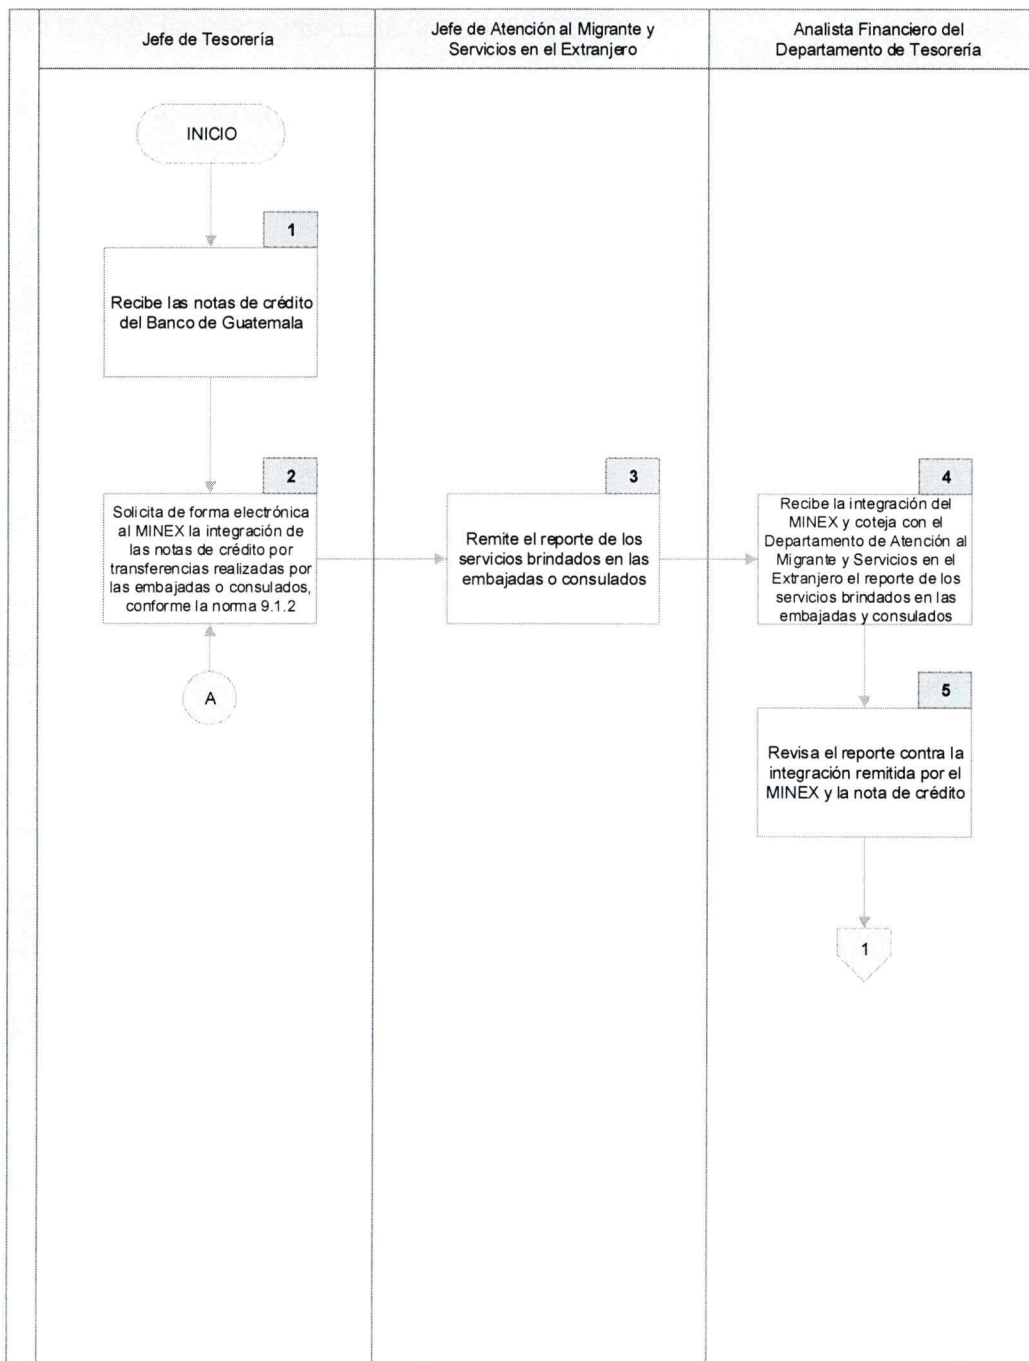 Jefe de Tesorería
Jefe de Atención al Migrante y
Servicios en el Extranjero
Analista Financiero del
Departamento de Tesorería
INICIO
1
Recibe las notas de crédito
del Banco de Guatemala
2
Solicita de forma electrónica
al MINEX la integración de
las notas de crédito por
transferencias realizadas por
las embajadas o consulados,
conforme la norma 9.1.2
3
Remite el reporte de los
servicios brindados en las
embajadas o consulados
4
Recibe la integración del
MINEX y coteja con el
Departamento de Atención al
Migrante y Servicios en el
Extranjero el reporte de los
servicios brindados en las
embajadas y consulados
A
5
Revisa el reporte contra la
integración remitida por el
MINEX y la nota de crédito
1